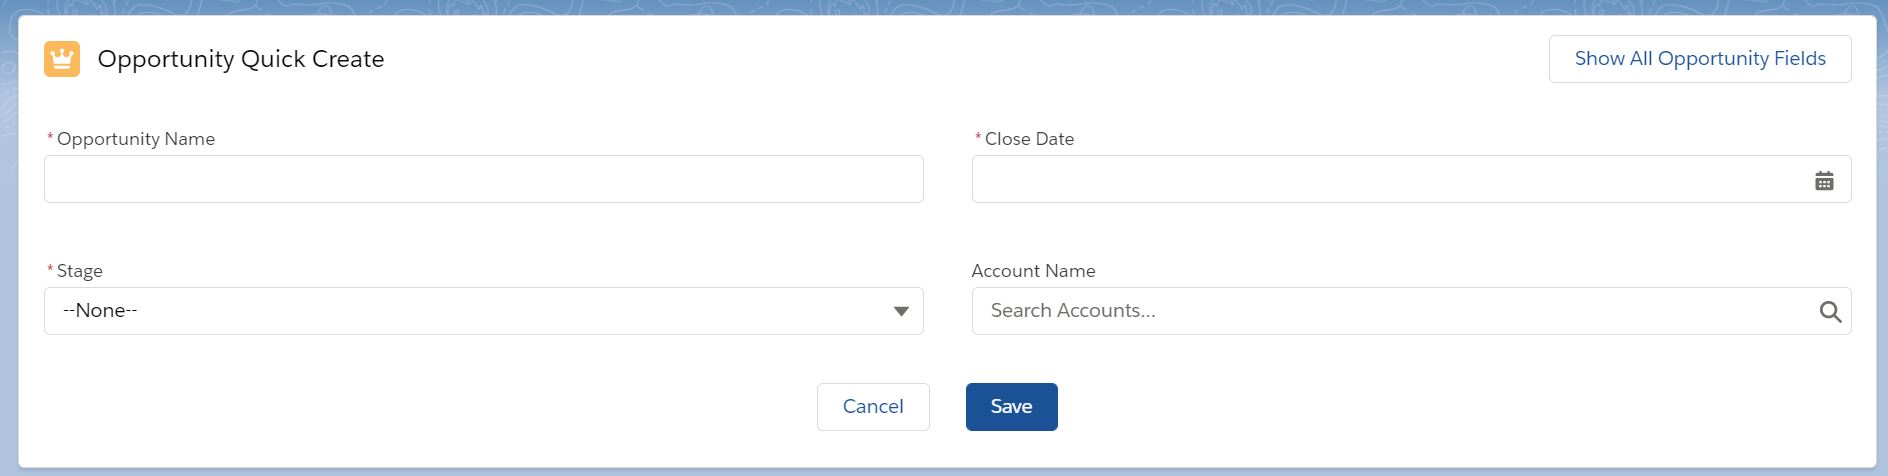 Opportunity Quick Create
Show All Opportunity Fields
* Opportunity Name
* Close Date
* Stage
--None--
Account Name
Search Accounts...
Cancel
Save